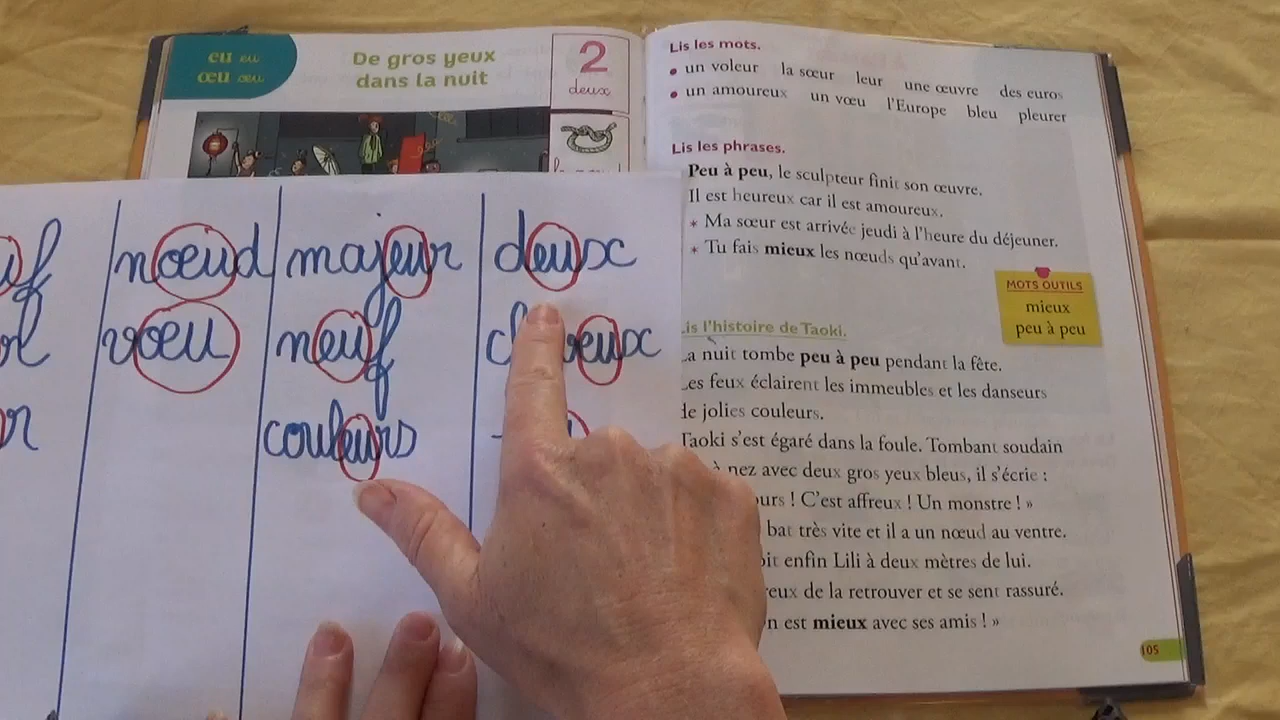 eu eu
œu œu
De gros yeux
dans la nuit
2
deux
nœud
vœu
majeur
neuf
couleurs
deux
Lis les mots.
• un voleur la sœur leur une œuvre des euros
• un amoureux un vœu l'Europe bleu pleurer
Lis les phrases.
Peu à peu, le sculpteur finit son œuvre.
Il est heureux car il est amoureux.
* Ma sœur est arrivée jeudi à l'heure du déjeuner.
* Tu fais mieux les nœuds qu'avant.
MOTS OUTILS
mieux
peu à peu
Lis l'histoire de Taoki.
La nuit tombe peu à peu pendant la fête.
Les feux éclairent les immeubles et les danseurs
de jolies couleurs.
Taoki s'est égaré dans la foule. Tombant soudain
à nez avec deux gros yeux bleus, il s'écrie :
! C'est affreux ! Un monstre ! »
bat très vite et il a un nœud au ventre.
enfin Lili à deux mètres de lui.
de la retrouver et se sent rassuré.
est mieux avec ses amis ! »
105